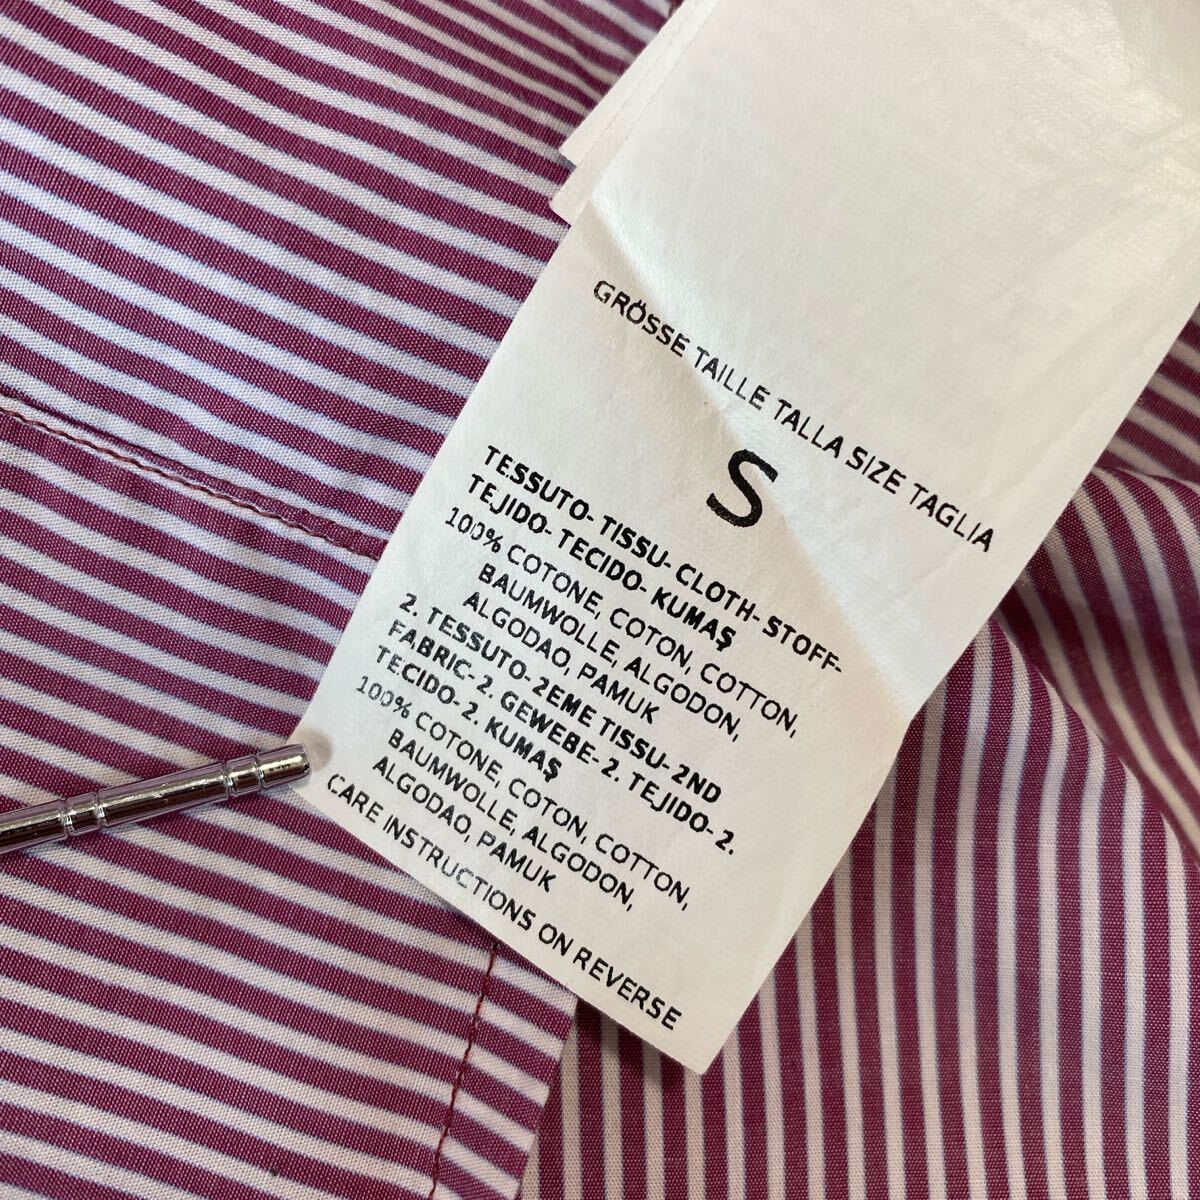 GRÖSSE TAILLE TALLA SIZE TAGLIA
S
TESSUTO- TISSU- CLOTH- STOFF-
TEJIDO- TECIDO- KUMAŞ
100% COTONE, COTON, COTTON,
BAUMWOLLE, ALGODON,
ALGODAO, PAMUK
2. TESSUTO- 2EME TISSU- 2ND
FABRIC- 2. GEWEBE- 2. TEJIDO- 2.
TECIDO- 2. KUMAŞ
100% COTONE, COTON, COTTON,
BAUMWOLLE, ALGODON,
ALGODAO, PAMUK
CARE INSTRUCTIONS ON REVERSE